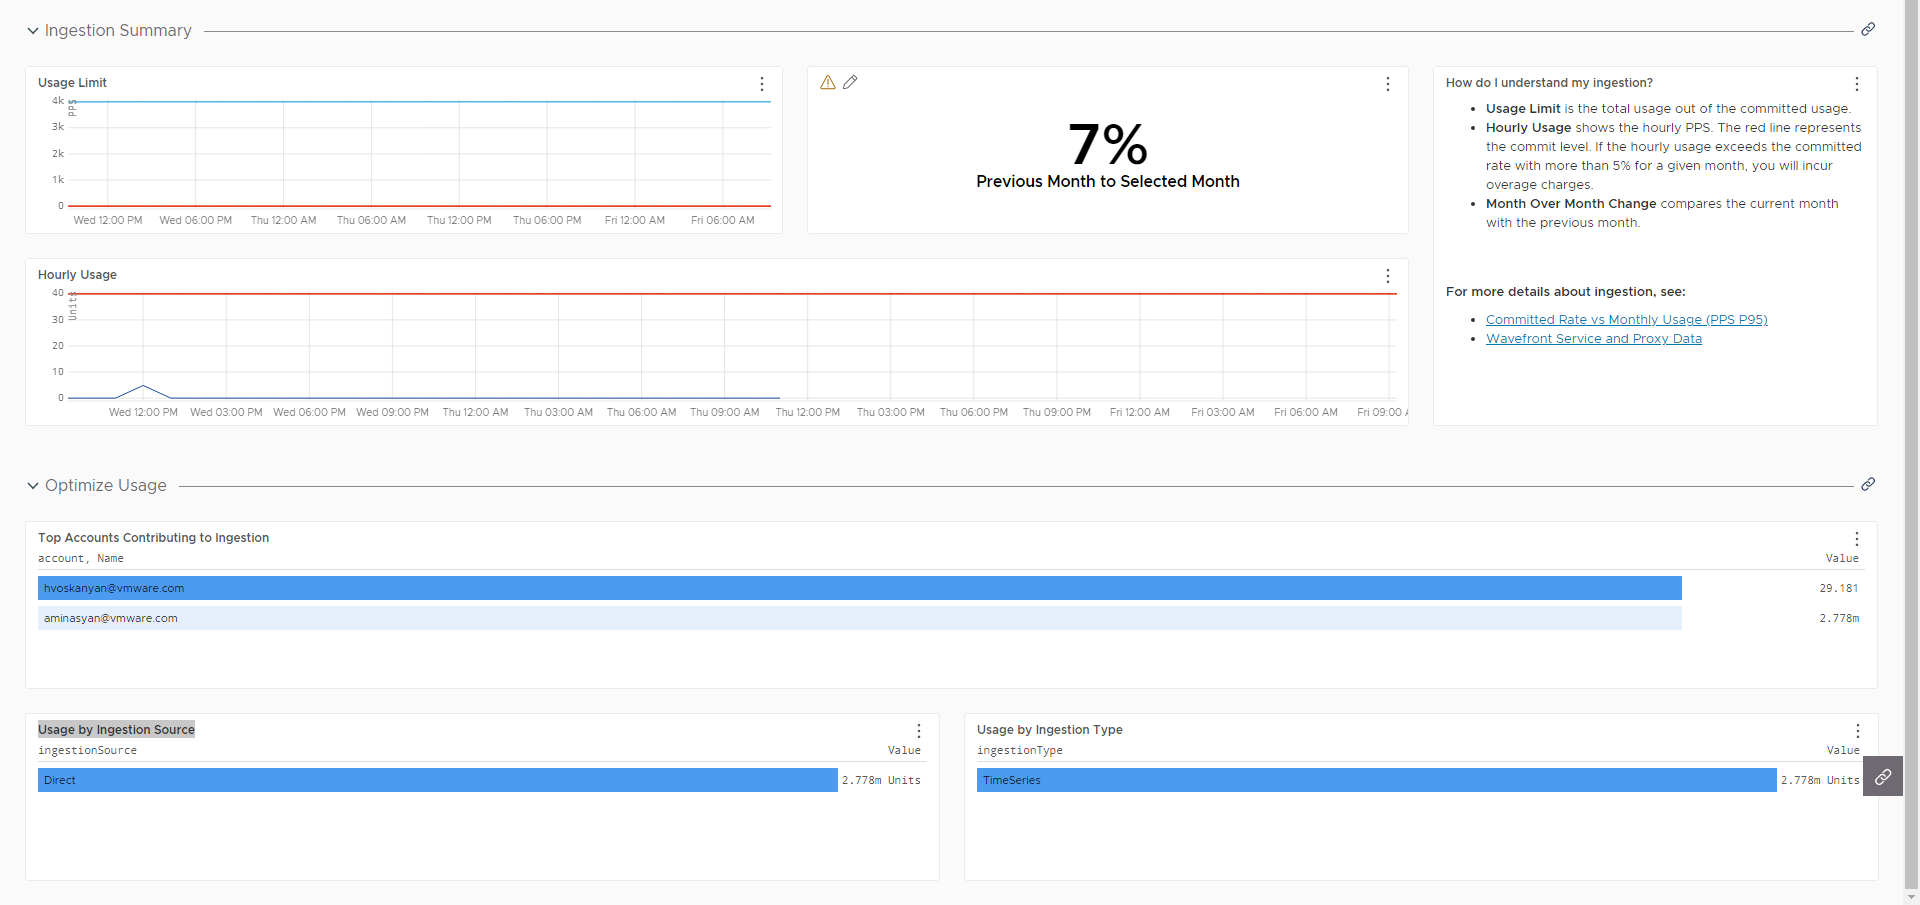 Ingestion Summary
Usage Limit
PPS
4k
3k
2k
1k
0
Wed 12:00 PM Wed 06:00 PM Thu 12:00 AM Thu 06:00 AM Thu 12:00 PM Thu 06:00 PM Fri 12:00 AM Fri 06:00 AM
7%
Previous Month to Selected Month
How do I understand my ingestion?
• Usage Limit is the total usage out of the committed usage.
• Hourly Usage shows the hourly PPS. The red line represents
the commit level. If the hourly usage exceeds the committed
rate with more than 5% for a given month, you will incur
overage charges.
• Month Over Month Change compares the current month
with the previous month.
For more details about ingestion, see:
• Committed Rate vs Monthly Usage (PPS P95)
• Wavefront Service and Proxy Data
Hourly Usage
Units
40
30
20
10
0
Wed 12:00 PM Wed 03:00 PM Wed 06:00 PM Wed 09:00 PM Thu 12:00 AM Thu 03:00 AM Thu 06:00 AM Thu 09:00 AM Thu 12:00 PM Thu 03:00 PM Thu 06:00 PM Thu 09:00 PM Fri 12:00 AM Fri 03:00 AM Fri 06:00 AM Fri 09:00 A
Optimize Usage
Top Accounts Contributing to Ingestion
account, Name Value
hvoskanyan@vmware.com 29.181
aminasyan@vmware.com 2.778m
Usage by Ingestion Source
ingestionSource Value
Direct 2.778m Units
Usage by Ingestion Type
ingestionType Value
TimeSeries 2.778m Units